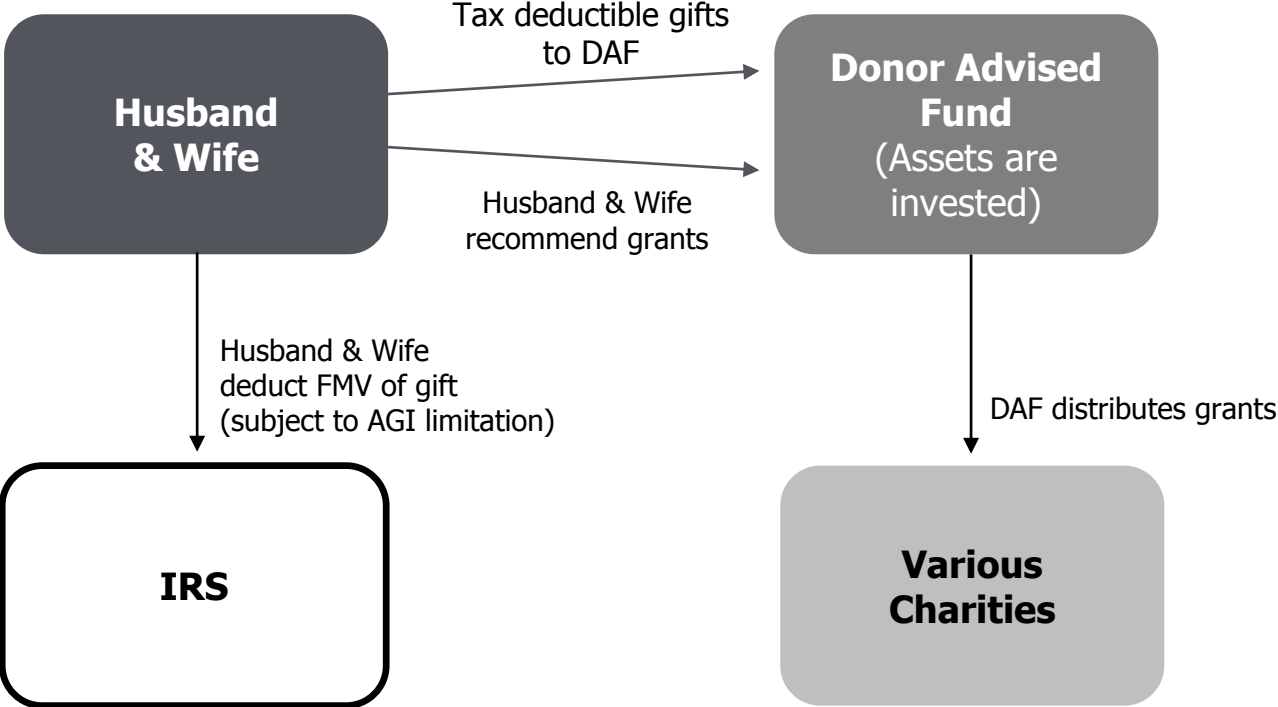 Tax deductible gifts
to DAF
Husband
& Wife
Donor Advised
Fund
(Assets are
invested)
Husband & Wife
recommend grants
Husband & Wife
deduct FMV of gift
(subject to AGI limitation)
DAF distributes grants
IRS
Various
Charities